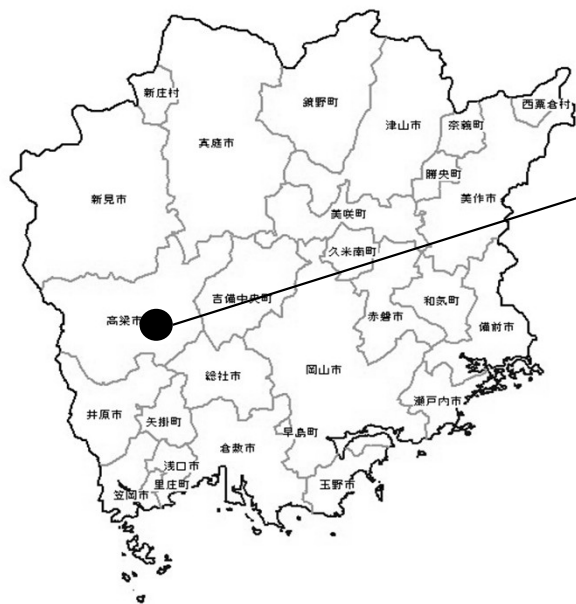 新庄村
鏡野町
津山市
奈義町
西粟倉村
真庭市
勝央町
新見市
美作市
美咲町
久米南町
吉備中央町
和気町
高梁市
赤磐市
備前市
総社市
岡山市
瀬戸内市
井原市
矢掛町
早島町
倉敷市
浅口市
里庄町
玉野市
笠岡市